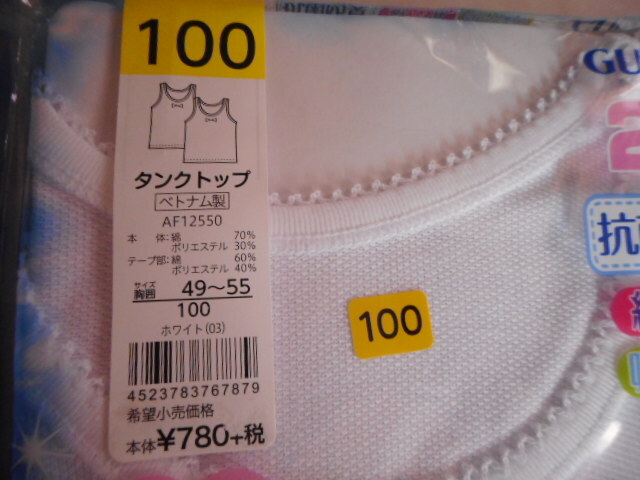 100
タンクトップ
ベトナム製
AF12550
本 体:綿 70%
ポリエステル 30%
テープ部:綿 60%
ポリエステル 40%
サイズ
胸囲 49〜55
100
ホワイト(03)
4523783767879
希望小売価格
本体¥780+税
100
GU
抗